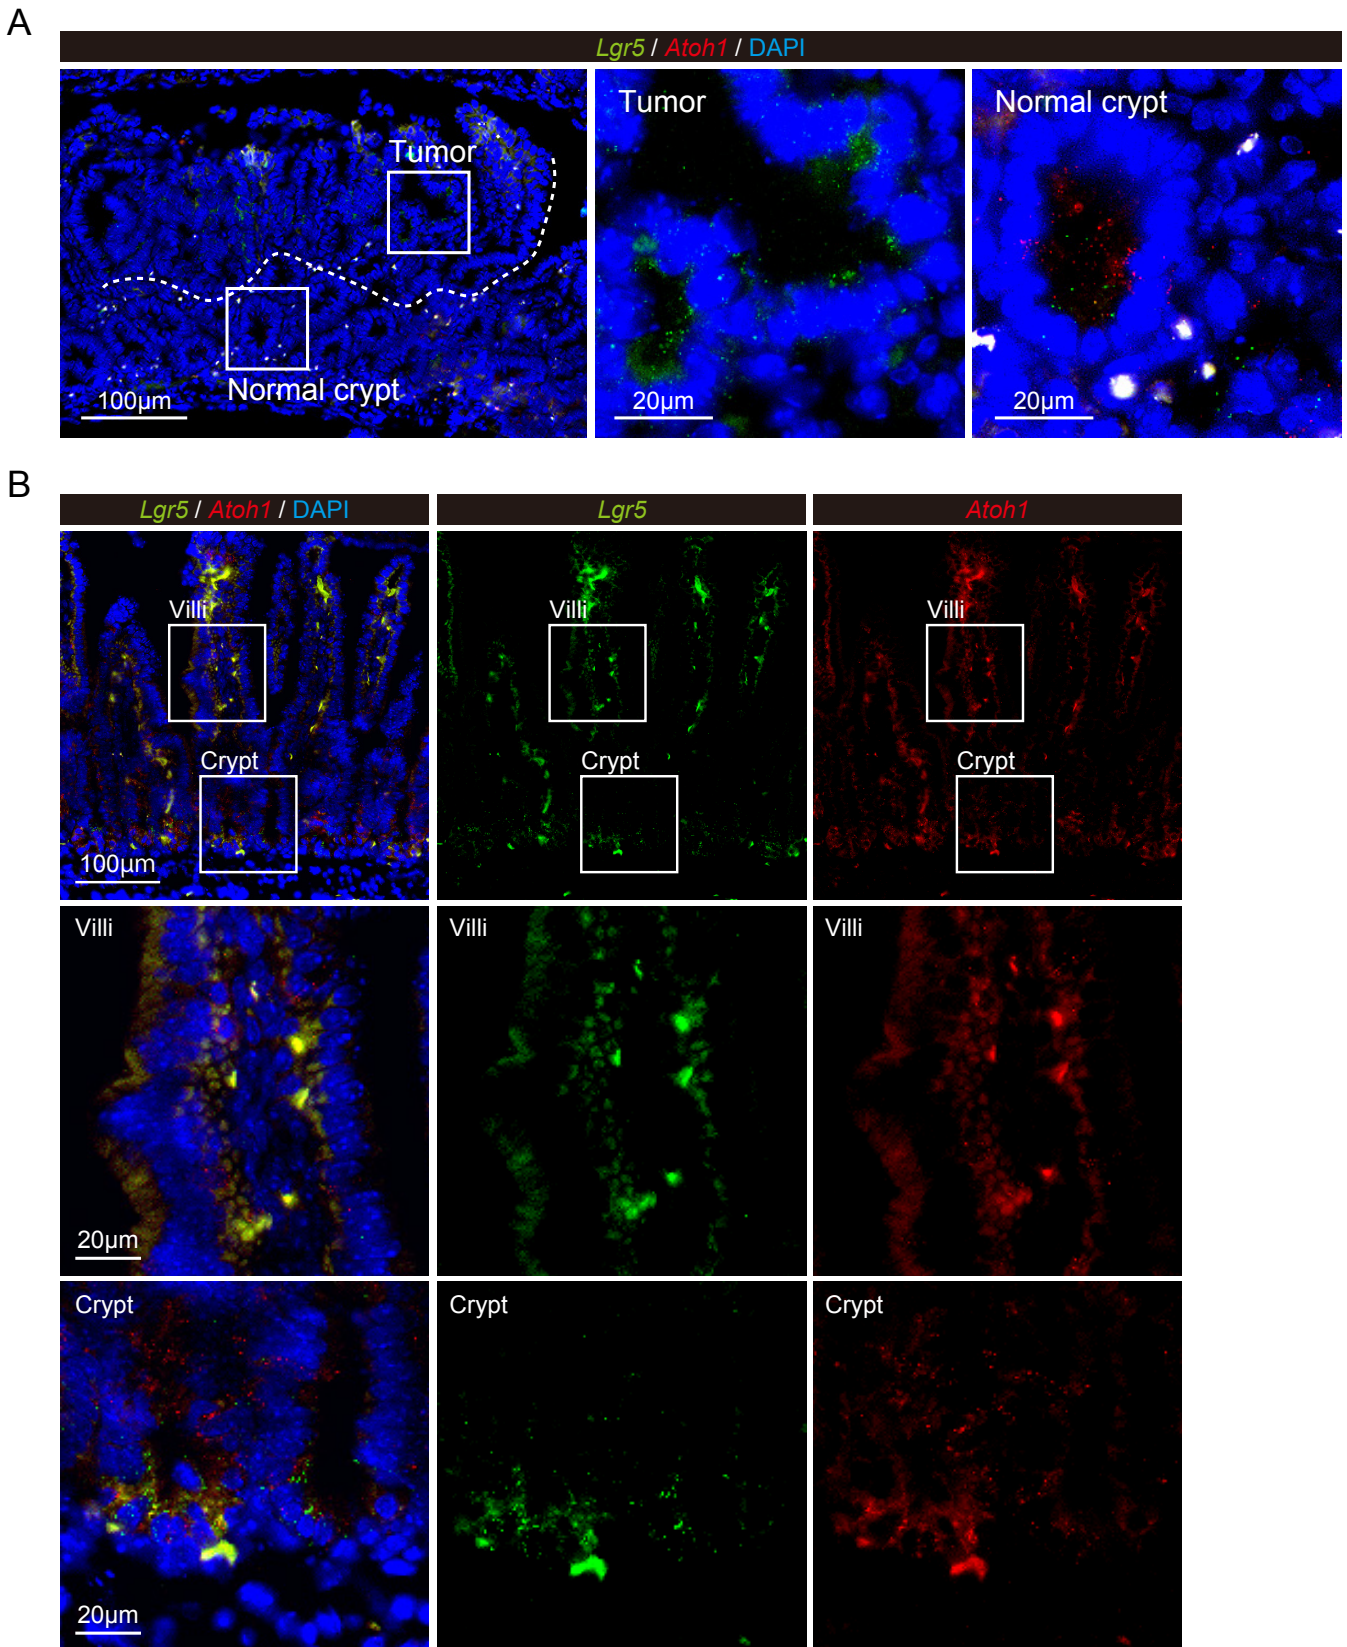 A
Lgr5 / Atoh1 / DAPI
Tumor
Normal crypt
100μm
Tumor
20μm
Normal crypt
20μm
B
Lgr5 / Atoh1 / DAPI
Lgr5
Atoh1
Villi
Crypt
100μm
Villi
Crypt
Villi
Crypt
Villi
20μm
Villi
Villi
Crypt
20μm
Crypt
Crypt